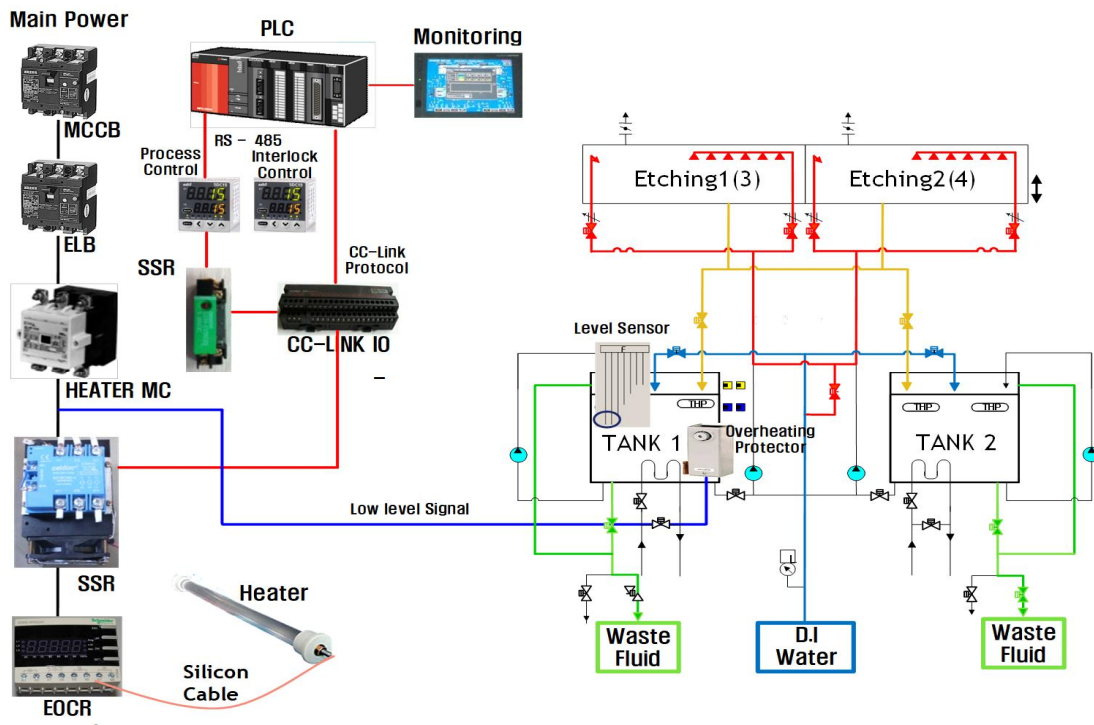 Main Power
MCCB
ELB
HEATER MC
SSR
EOCR
PLC
Monitoring
RS - 485
Process
Control
Interlock
Control
SSR
CC-Link
Protocol
CC-LINK IO
Low level Signal
Heater
Silicon
Cable
Etching1(3)
Etching2(4)
Level Sensor
F
THP
TANK 1
Overheating
Protector
THP
THP
TANK 2
Waste
Fluid
D.I
Water
Waste
Fluid